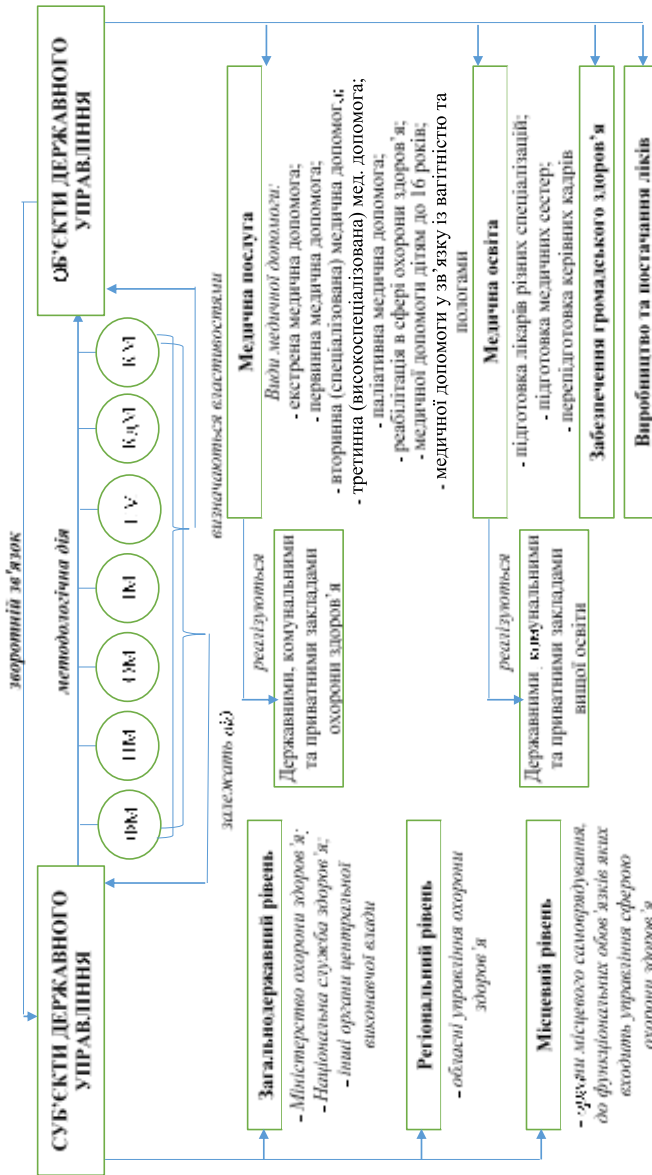 зворотній зв'язок
СУБ'ЄКТИ ДЕРЖАВНОГО
УПРАВЛІННЯ
методологічна дія
ОБ'ЄКТИ ДЕРЖАВНОГО
УПРАВЛІННЯ
ФМ
ПМ
ІМ
КдМ
КМ
залежать від
визначаються властивостями
Загальнодержавний рівень
- Міністерство охорони здоров'я;
- Національна служба здоров'я;
- інші органи центральної
виконавчої влади
Регіональний рівень
- обласні управління охорони
здоров'я
Місцевий рівень
- органи місцевого самоврядування,
до функціональних обов'язків яких
входить управління сферою
охорони здоров'я
реалізуються
Державними, комунальними
та приватними закладами
охорони здоров'я
реалізуються
Державними, комунальними
та приватними закладами
вищої освіти
Медична послуга
Види медичної допомоги:
- екстрена медична допомога;
- первинна медична допомога;
- вторинна (спеціалізована) медична допомога;
- третинна (високоспеціалізована) мед. допомога;
- паліативна медична допомога;
- реабілітація в сфері охорони здоров'я;
- медичної допомоги дітям до 16 років;
- медичної допомоги у зв'язку із вагітністю та
пологами
Медична освіта
- підготовка лікарів різних спеціалізацій;
- підготовка медичних сестер;
- перепідготовка керівних кадрів
Забезпечення громадського здоров'я
Виробництво та постачання ліків